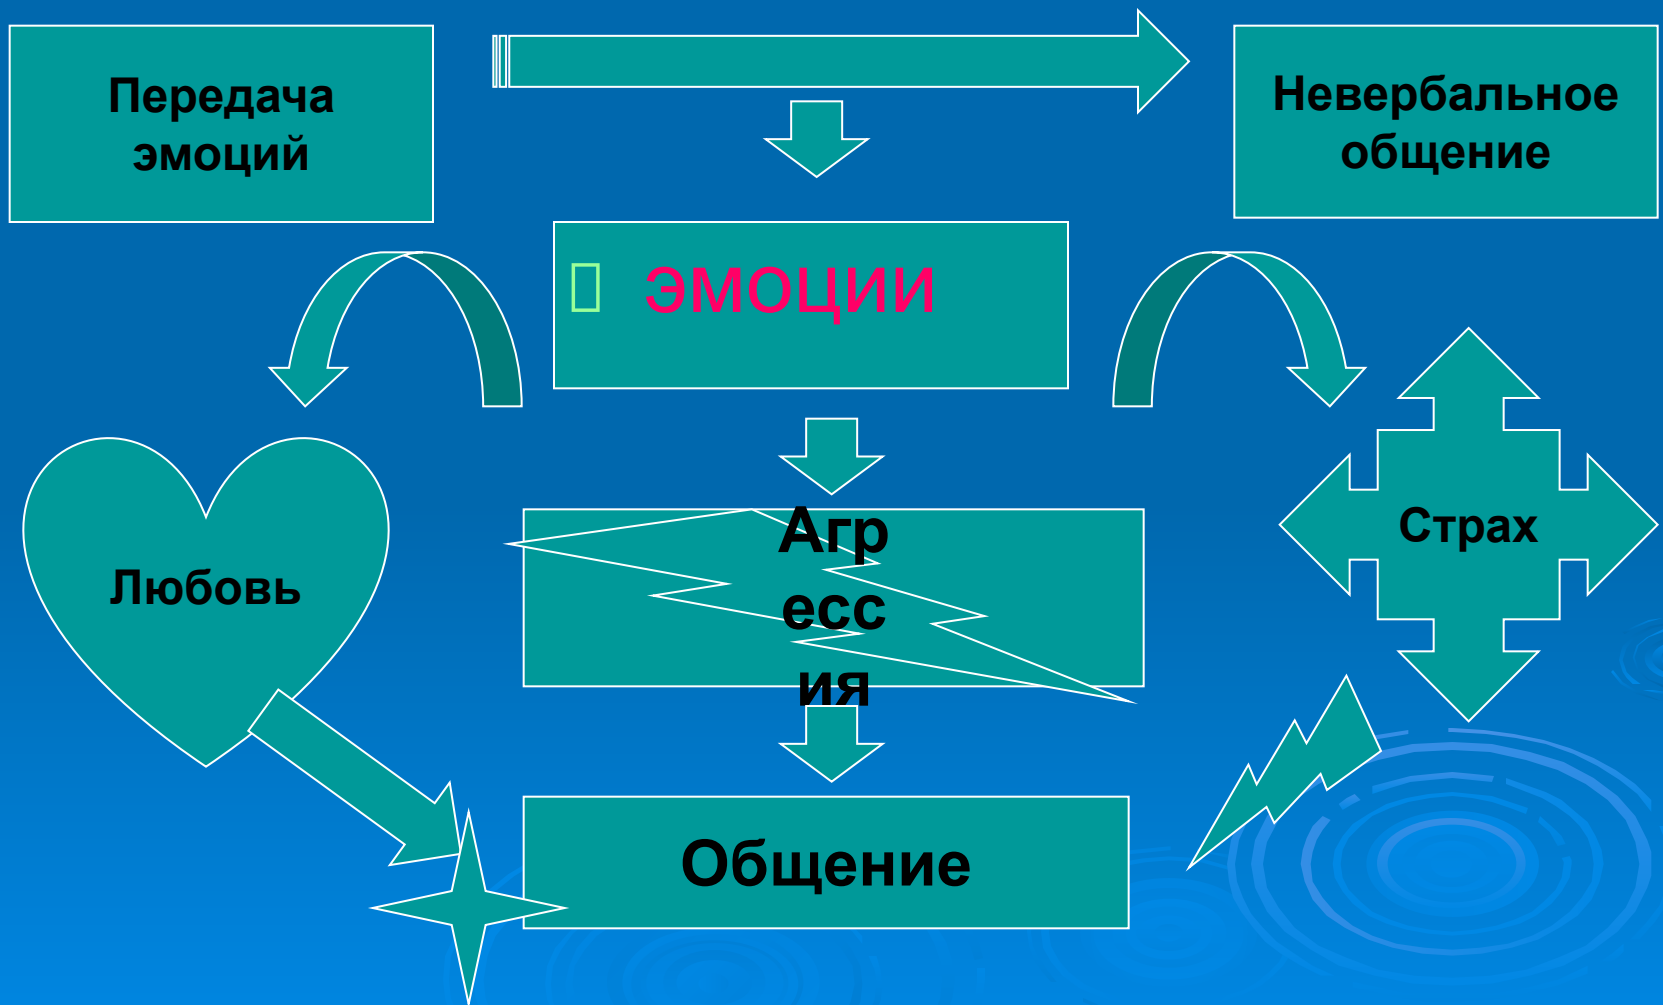 Передача
эмоций
Невербальное
общение
ЭМОЦИИ
Любовь
Агр
есс
ия
Страх
Общение